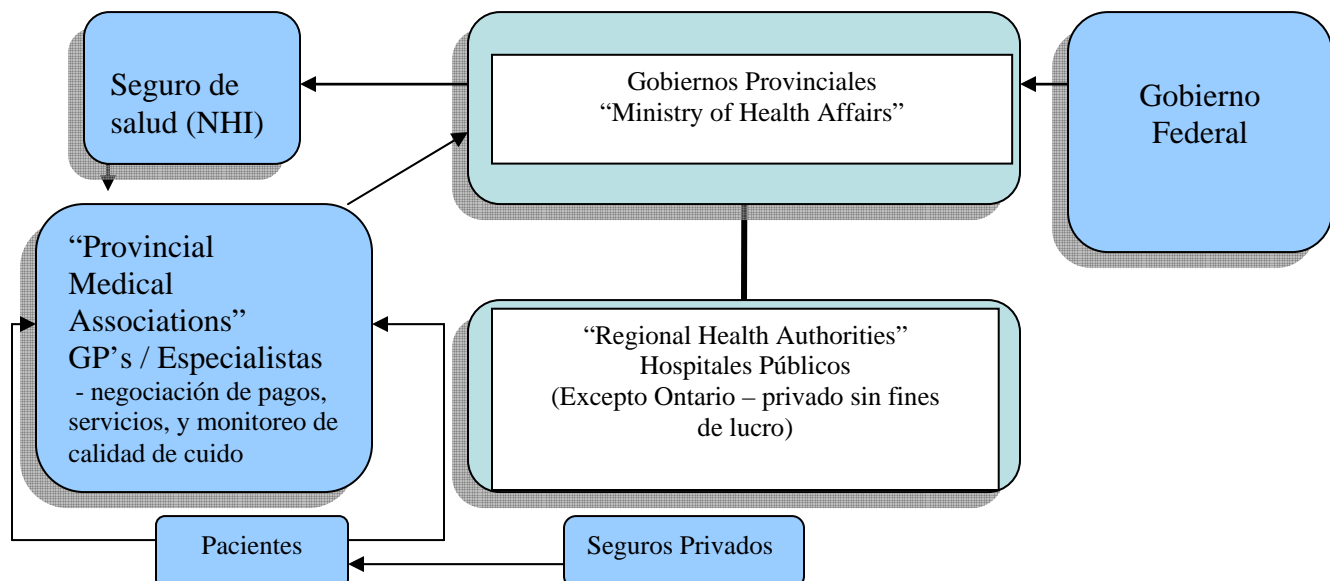 Seguro de
salud (NHI)
Gobiernos Provinciales
“Ministry of Health Affairs”
Gobierno
Federal
“Provincial
Medical
Associations”
GP’s / Especialistas
- negociación de pagos,
servicios, y monitoreo de
calidad de cuido
“Regional Health Authorities”
Hospitales Públicos
(Excepto Ontario – privado sin fines
de lucro)
Pacientes
Seguros Privados